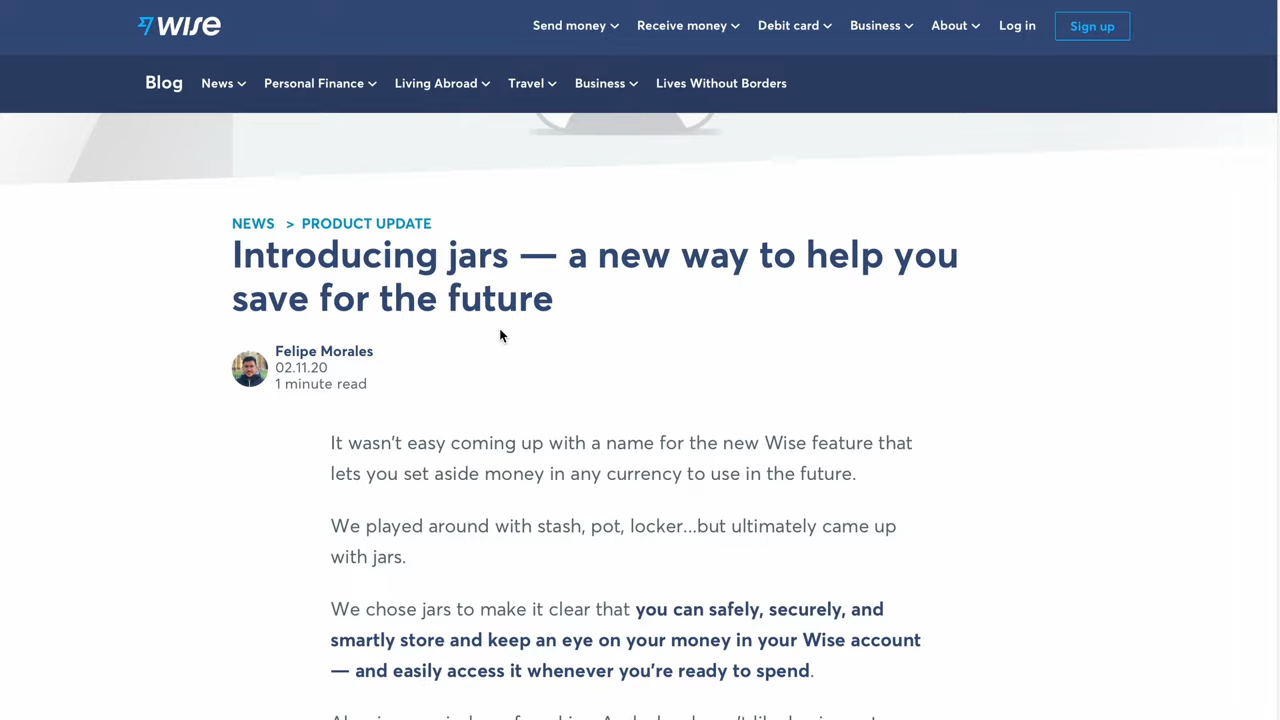 wise
Send money Receive money Debit card Business About Log in Sign up
Blog News Personal Finance Living Abroad Travel Business Lives Without Borders
NEWS > PRODUCT UPDATE
Introducing jars — a new way to help you
save for the future
Felipe Morales
02.11.20
1 minute read
It wasn't easy coming up with a name for the new Wise feature that
lets you set aside money in any currency to use in the future.
We played around with stash, pot, locker...but ultimately came up
with jars.
We chose jars to make it clear that you can safely, securely, and
smartly store and keep an eye on your money in your Wise account
— and easily access it whenever you're ready to spend.